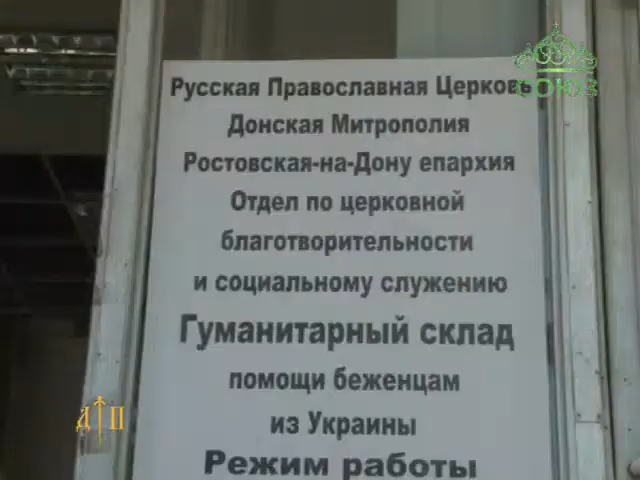 Русская Православная Церковь
СОЮЗ
Донская Митрополия
Ростовская-на-Дону епархия
Отдел по церковной
благотворительности
и социальному служению
Гуманитарный склад
помощи беженцам
из Украины
Режим работы
Д П